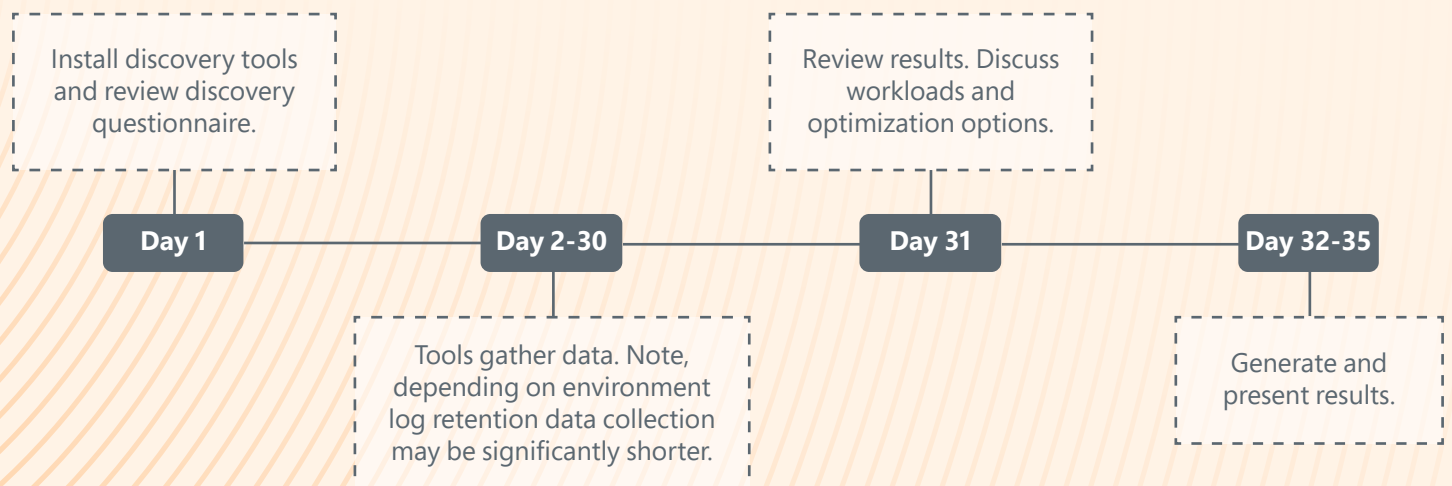 Install discovery tools
and review discovery
questionnaire.
Review results. Discuss
workloads and
optimization options.
Day 1
Day 2-30
Day 31
Day 32-35
Tools gather data. Note,
depending on environment
log retention data collection
may be significantly shorter.
Generate and
present results.